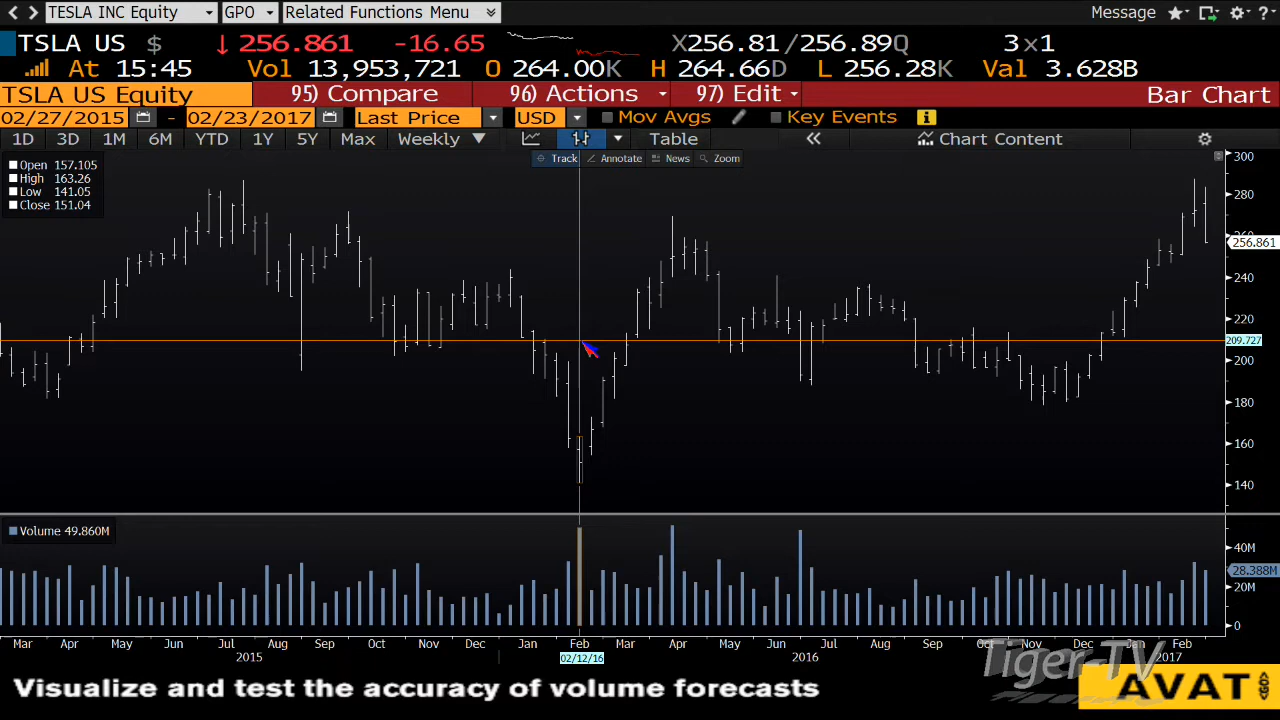 TESLA INC Equity GPO Related Functions Menu Message ?
TSLA US $ ↓ 256.861 -16.65 X256.81/256.89Q 3x1
At 15:45 Vol 13,953,721 O 264.00K H 264.66D L 256.28K Val 3.628B
TSLA US Equity 95) Compare 96) Actions 97) Edit Bar Chart
02/27/2015 - 02/23/2017 Last Price USD Mov Avgs Key Events i
1D 3D 1M 6M YTD 1Y 5Y Max Weekly ▼ Table « Chart Content
Track Annotate News Zoom
Open 157.105
High 163.26
Low 141.05
Close 151.04
300
280
260
256.861
240
220
209.727
200
180
160
140
Volume 49.860M
40M
28.388M
20M
0
Mar Apr May Jun Jul Aug Sep Oct Nov Dec Jan Feb Mar Apr May Jun Jul Aug Sep Oct Nov Dec Jan Feb
2015 02/12/16 2016 2017
Tiger-TV
Visualize and test the accuracy of volume forecasts
AVAT <GO>